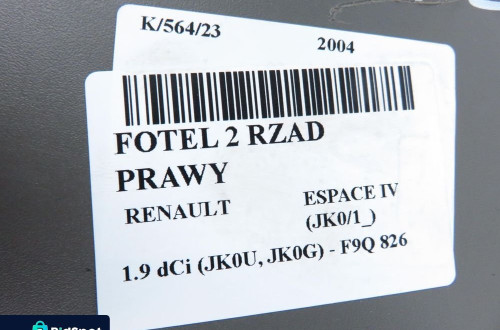 K/564/23
2004
FOTEL 2 RZAD
PRAWY
RENAULT
ESPACE IV
(JK0/1_)
1.9 dCi (JK0U, JK0G) - F9Q 826
BidSpot